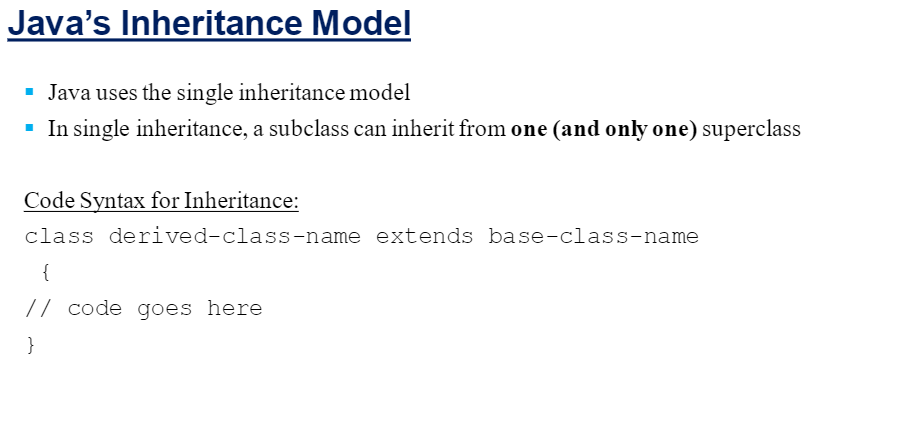 Java’s Inheritance Model
Java uses the single inheritance model
In single inheritance, a subclass can inherit from one (and only one) superclass
Code Syntax for Inheritance:
class derived-class-name extends base-class-name
{
// code goes here
}